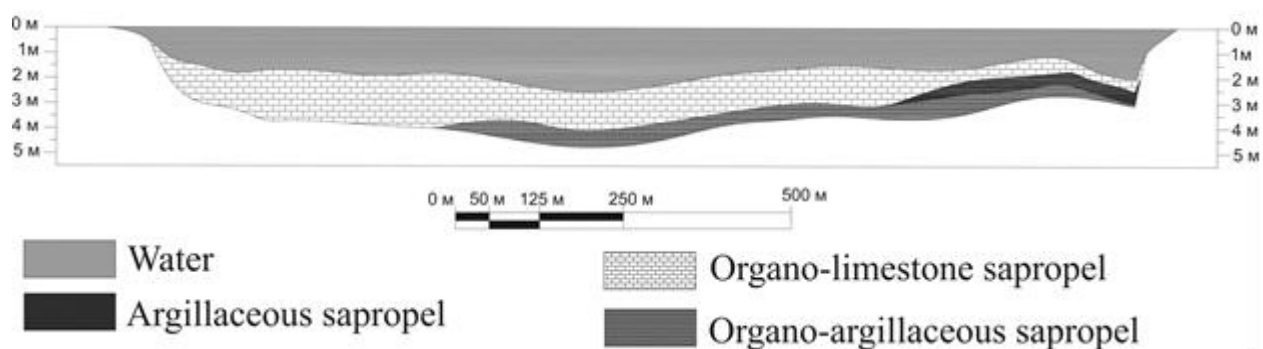 0 м
1м
2 м
3 м
4 м
5 м
0 м
1м
2 м
3 м
4 м
5 м
0 м 50 м 125 м 250 м 500 м
Water
Argillaceous sapropel
Organo-limestone sapropel
Organo-argillaceous sapropel